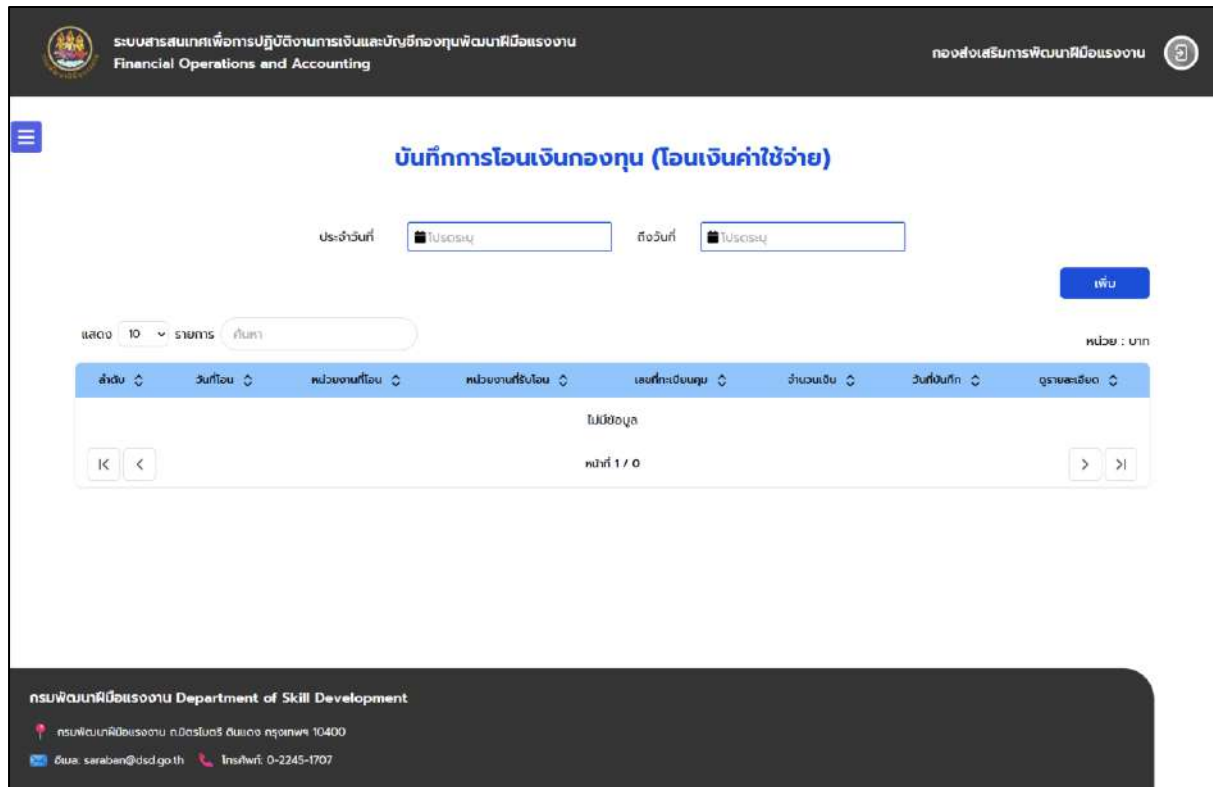 ระบบสารสนเทศเพื่อการปฏิบัติงานการเงินและบัญชีกองทุนพัฒนาฝีมือแรงงาน
Financial Operations and Accounting
กองส่งเสริมการพัฒนาฝีมือแรงงาน
บันทึกการโอนเงินกองทุน (โอนเงินค่าใช้จ่าย)
ประจำวันที่ โปรดระบุ ถึงวันที่ โปรดระบุ
เพิ่ม
แสดง 10 รายการ ค้นหา
หน่วย : บาท
ลำดับ วันที่โอน หน่วยงานที่โอน หน่วยงานที่รับโอน เลขที่ทะเบียนคุม จำนวนเงิน วันที่บันทึก ดูรายละเอียด
ไม่มีข้อมูล
หน้าที่ 1 / 0
กรมพัฒนาฝีมือแรงงาน Department of Skill Development
กรมพัฒนาฝีมือแรงงาน ถ.มิตรไมตรี ดินแดง กรุงเทพฯ 10400
อีเมล: saraban@dsd.go.th โทรศัพท์: 0-2245-1707